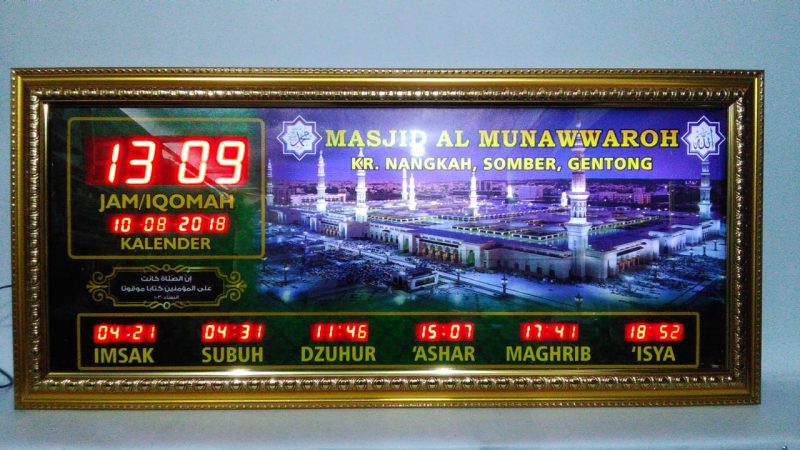 MASJID AL MUNAWWAROH
KR. NANGKAH, SOMBER, GENTONG
13 09
JAM/IQOMAH
10-08-2018
KALENDER
إن الصلاة كانت
على المؤمنين كتابا موقوتا
04:21
IMSAK
04:31
SUBUH
11:46
DZUHUR
15:07
'ASHAR
17:41
MAGHRIB
18:52
'ISYA